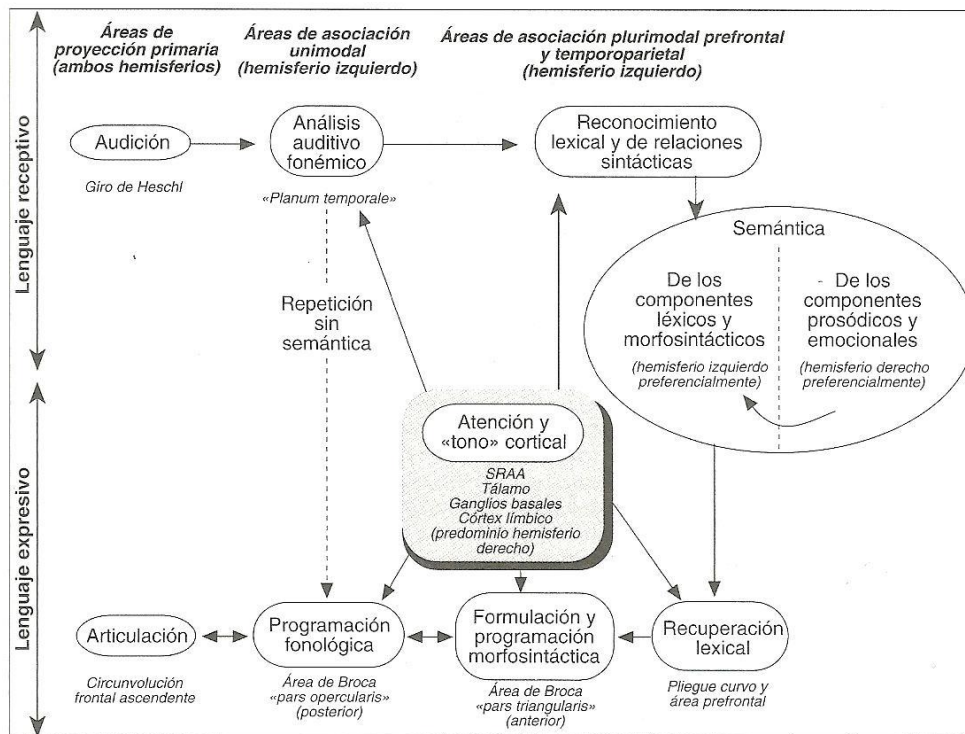 Áreas de
proyección primaria
(ambos hemisferios)
Áreas de asociación
unimodal
(hemisferio izquierdo)
Áreas de asociación plurimodal prefrontal
y temporoparietal
(hemisferio izquierdo)
Lenguaje receptivo
Audición
Giro de Heschl
Análisis
auditivo
fonémico
«Planum temporale»
Reconocimiento
lexical y de relaciones
sintácticas
Semántica
De los
componentes
léxicos y
morfosintácticos
(hemisferio izquierdo
preferencialmente)
De los
componentes
prosódicos y
emocionales
(hemisferio derecho
preferencialmente)
Repetición
sin
semántica
Atención y
«tono» cortical
SRAA
Tálamo
Ganglios basales
Córtex límbico
(predominio hemisferio
derecho)
Lenguaje expresivo
Articulación
Circunvolución
frontal ascendente
Programación
fonológica
Área de Broca
«pars opercularis»
(posterior)
Formulación y
programación
morfosintáctica
Área de Broca
«pars triangularis»
(anterior)
Recuperación
lexical
Pliegue curvo y
área prefrontal